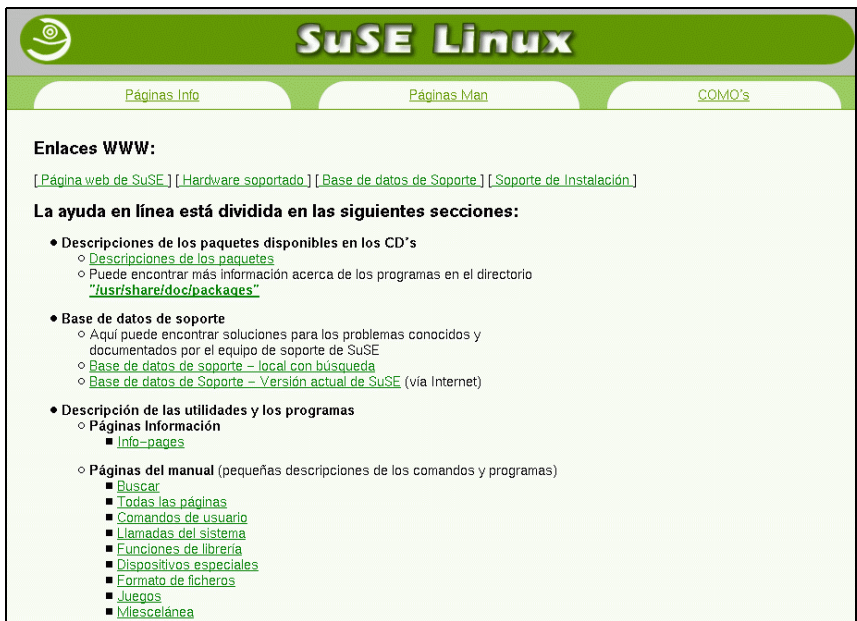 SuSE Linux
Páginas Info Páginas Man COMO's
Enlaces WWW:
[ Página web de SuSE ] [ Hardware soportado ] [ Base de datos de Soporte ] [ Soporte de Instalación ]
La ayuda en línea está dividida en las siguientes secciones:
Descripciones de los paquetes disponibles en los CD's
Descripciones de los paquetes
Puede encontrar más información acerca de los programas en el directorio
"/usr/share/doc/packages"
Base de datos de soporte
Aquí puede encontrar soluciones para los problemas conocidos y
documentados por el equipo de soporte de SuSE
Base de datos de soporte – local con búsqueda
Base de datos de Soporte – Versión actual de SuSE (vía Internet)
Descripción de las utilidades y los programas
Páginas Información
Info–pages
Páginas del manual (pequeñas descripciones de los comandos y programas)
Buscar
Todas las páginas
Comandos de usuario
Llamadas del sistema
Funciones de librería
Dispositivos especiales
Formato de ficheros
Juegos
Miescelánea